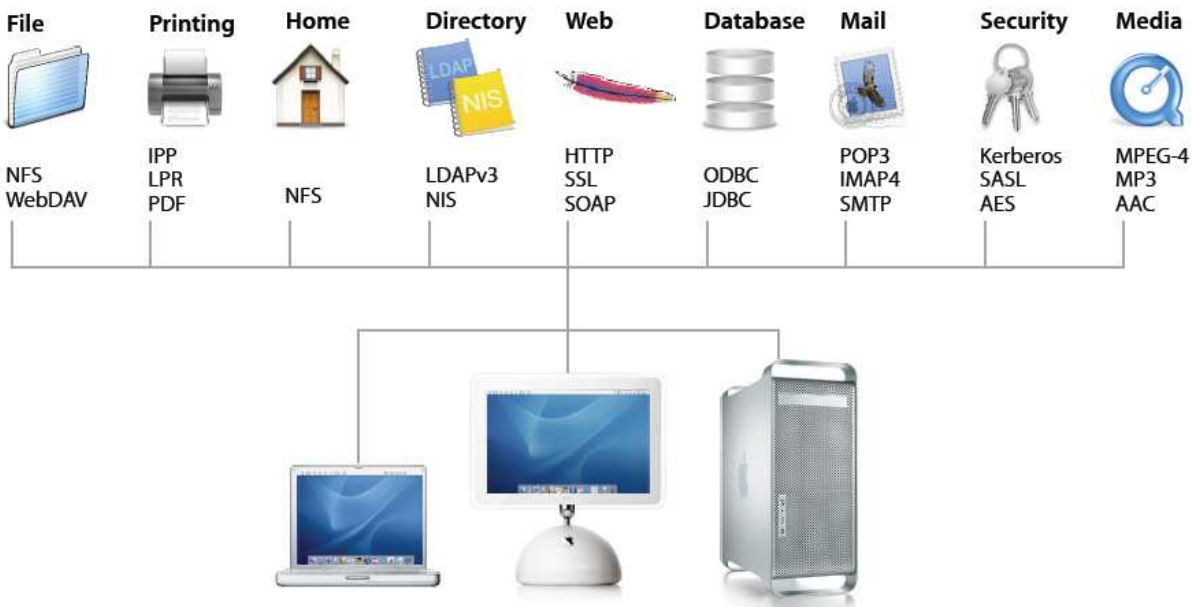 File
Printing
Home
Directory
Web
Database
Mail
Security
Media
LDAP
NIS
NFS
WebDAV
IPP
LPR
PDF
NFS
LDAPv3
NIS
HTTP
SSL
SOAP
ODBC
JDBC
POP3
IMAP4
SMTP
Kerberos
SASL
AES
MPEG-4
MP3
AAC